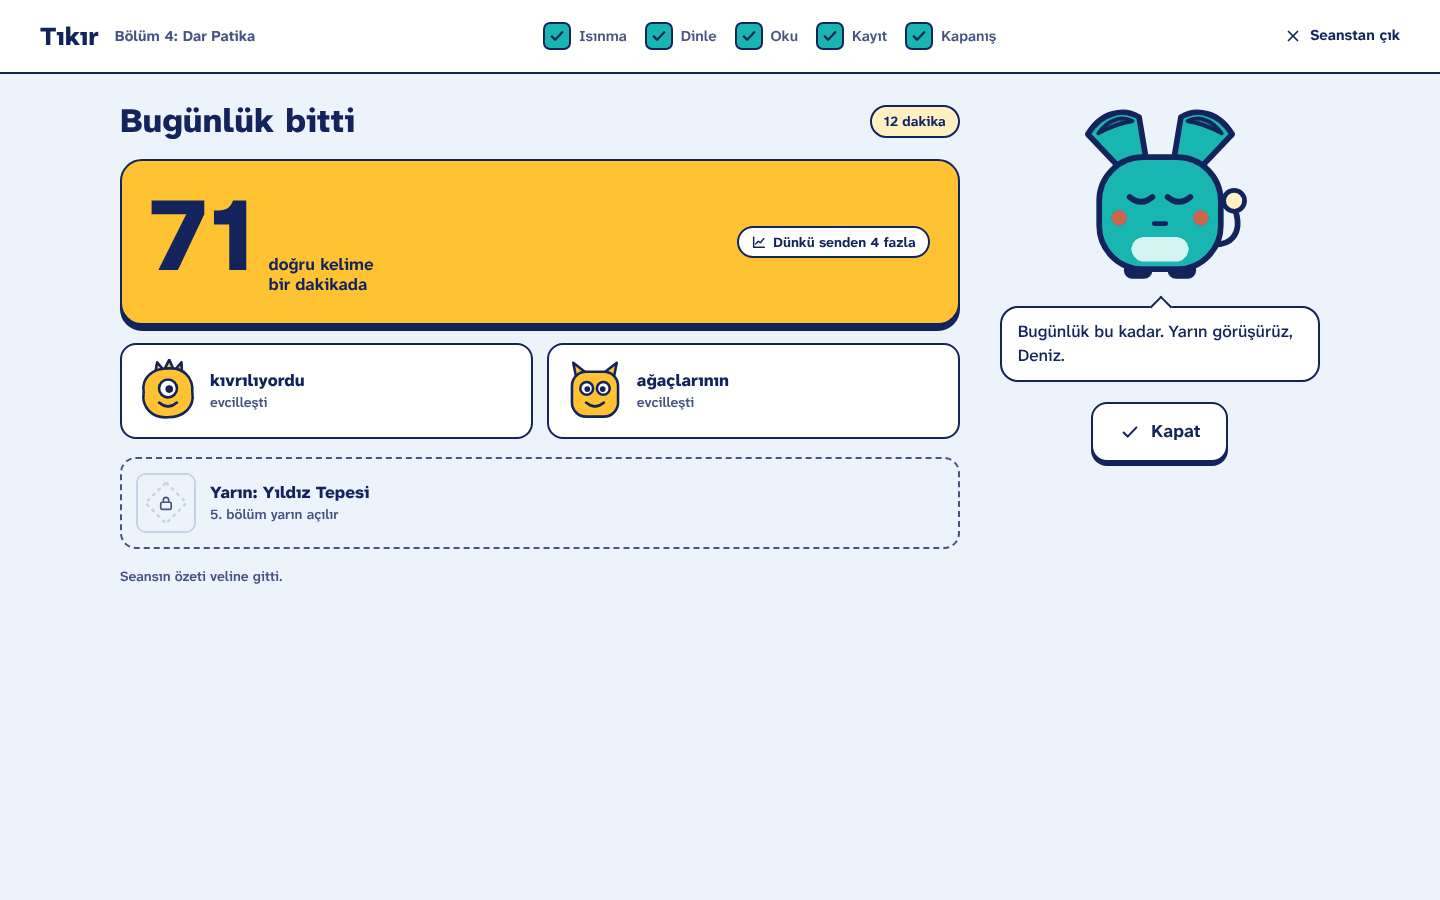 Tıkır
Bölüm 4: Dar Patika
Isınma
Dinle
Oku
Kayıt
Kapanış
Seanstan çık
Bugünlük bitti
12 dakika
71
doğru kelime
bir dakikada
Dünkü senden 4 fazla
kıvrılıyordu
evcilleşti
ağaçlarının
evcilleşti
Yarın: Yıldız Tepesi
5. bölüm yarın açılır
Seansın özeti veline gitti.
Bugünlük bu kadar. Yarın görüşürüz,
Deniz.
Kapat